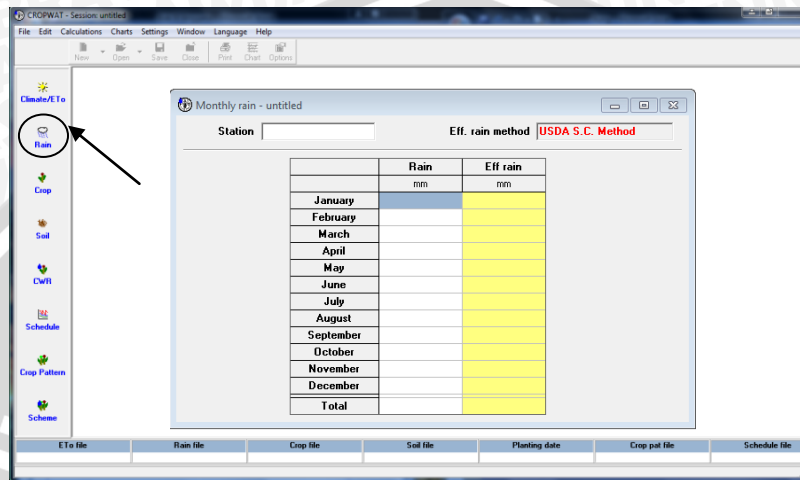 CROPWAT - Session: untitled
File Edit Calculations Charts Settings Window Language Help
New Open Save Close Print Chart Options
Climate/ETo
Rain
Crop
Soil
CWR
Schedule
Crop Pattern
Scheme
Monthly rain - untitled
Station Eff. rain method USDA S.C. Method
Rain Eff rain
mm mm
January
February
March
April
May
June
July
August
September
October
November
December
Total
ETo file Rain file Crop file Soil file Planting date Crop pat file Schedule file